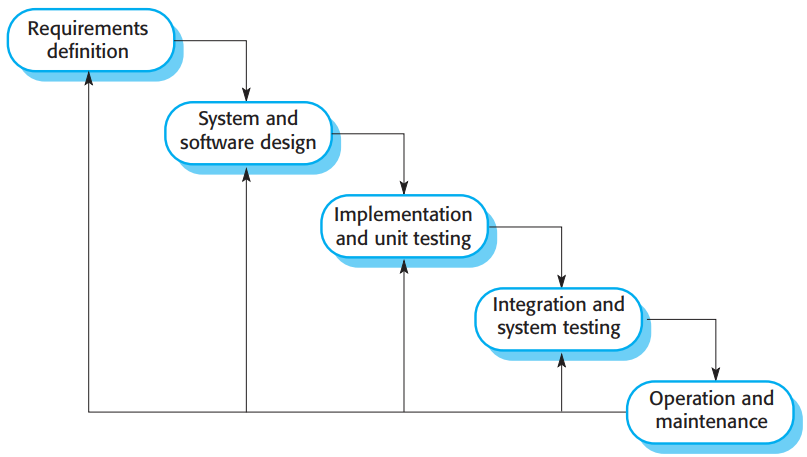 Requirements
definition
System and
software design
Implementation
and unit testing
Integration and
system testing
Operation and
maintenance